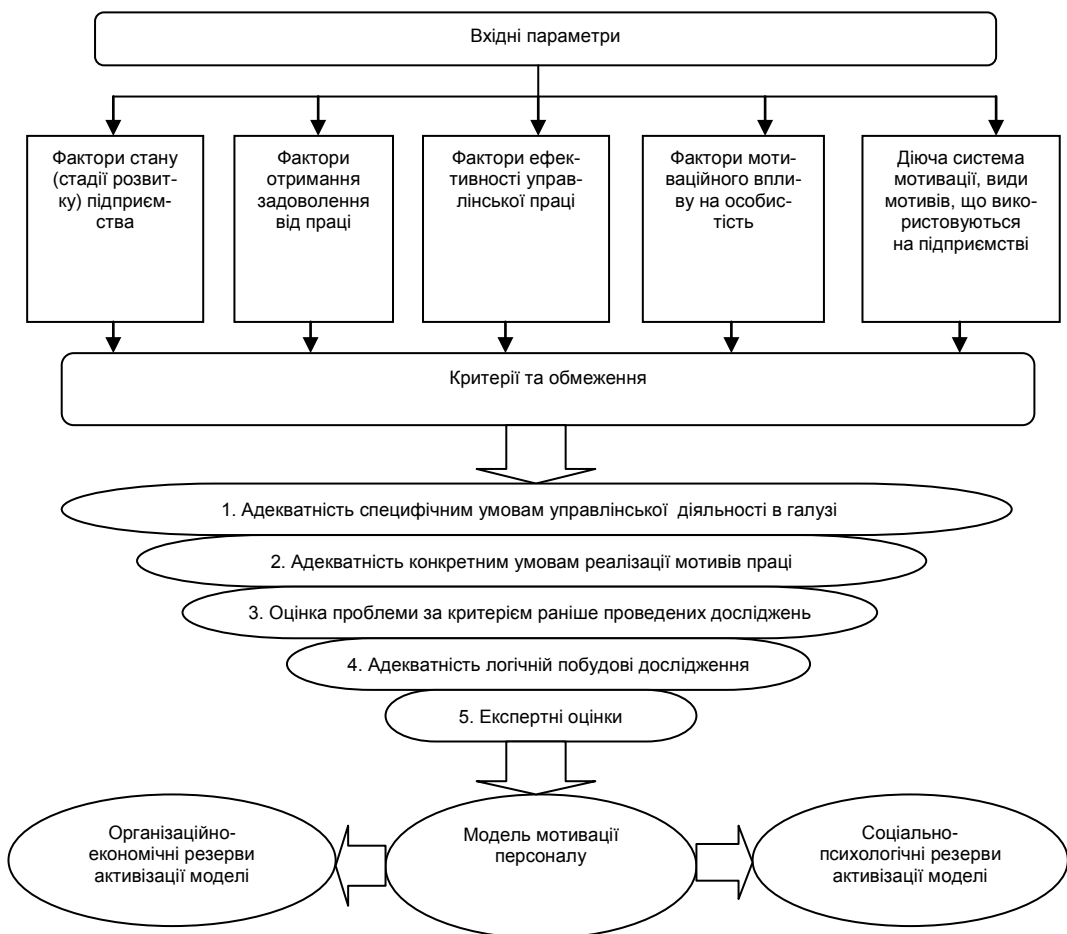 Вхідні параметри
Фактори стану
(стадії розвит-
ку) підприєм-
ства
Фактори
отримання
задоволення
від праці
Фактори ефек-
тивності управ-
лінської праці
Фактори моти-
ваційного впли-
ву на особис-
тість
Діюча система
мотивації, види
мотивів, що вико-
ристовуються
на підприємстві
Критерії та обмеження
1. Адекватність специфічним умовам управлінської діяльності в галузі
2. Адекватність конкретним умовам реалізації мотивів праці
3. Оцінка проблеми за критерієм раніше проведених досліджень
4. Адекватність логічній побудові дослідження
5. Експертні оцінки
Організаційно-
економічні резерви
активізації моделі
Модель мотивації
персоналу
Соціально-
психологічні резерви
активізації моделі